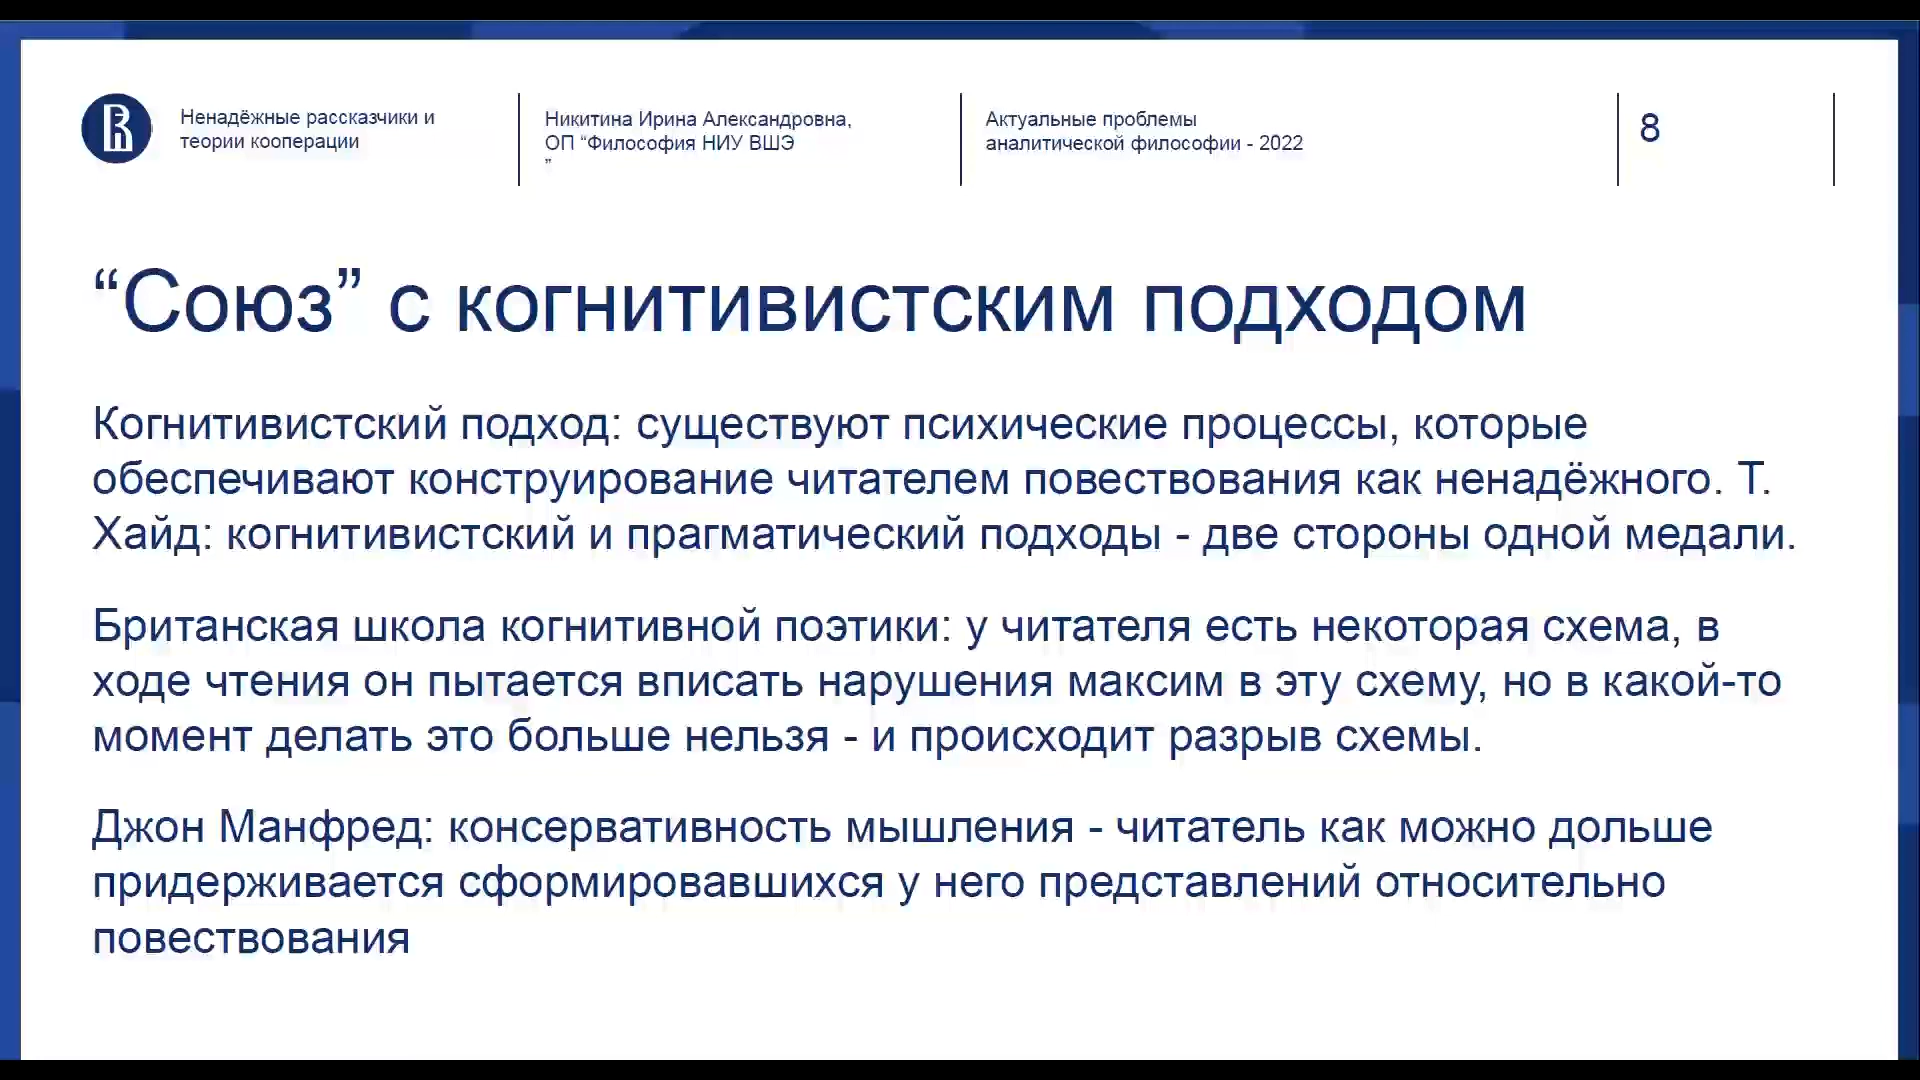 Ненадёжные рассказчики и
теории кооперации
Никитина Ирина Александровна,
ОП “Философия НИУ ВШЭ
”
Актуальные проблемы
аналитической философии - 2022
8
“Союз” с когнитивистским подходом
Когнитивистский подход: существуют психические процессы, которые
обеспечивают конструирование читателем повествования как ненадёжного. Т.
Хайд: когнитивистский и прагматический подходы - две стороны одной медали.
Британская школа когнитивной поэтики: у читателя есть некоторая схема, в
ходе чтения он пытается вписать нарушения максим в эту схему, но в какой-то
момент делать это больше нельзя - и происходит разрыв схемы.
Джон Манфред: консервативность мышления - читатель как можно дольше
придерживается сформировавшихся у него представлений относительно
повествования